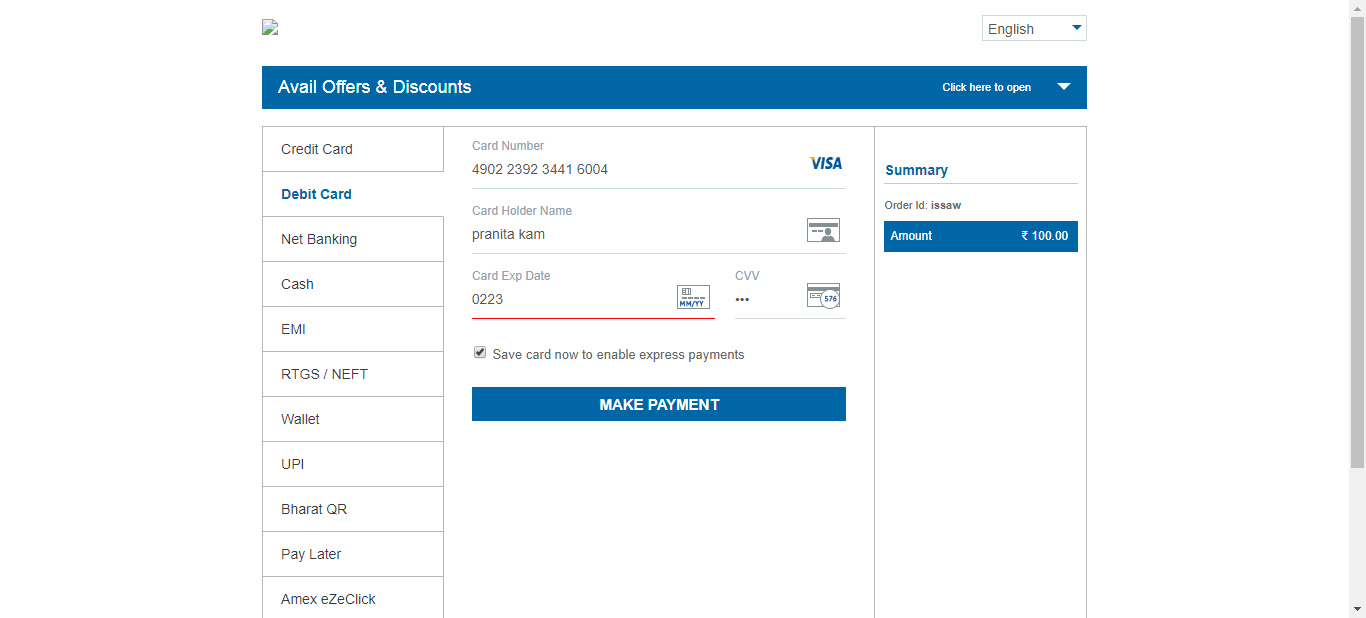 English
Avail Offers & Discounts
Click here to open
Credit Card
Debit Card
Net Banking
Cash
EMI
RTGS / NEFT
Wallet
UPI
Bharat QR
Pay Later
Amex eZeClick
Card Number
4902 2392 3441 6004
VISA
Card Holder Name
pranita kam
Card Exp Date
0223
MM/YY
CVV
•••
576
Save card now to enable express payments
MAKE PAYMENT
Summary
Order Id: issaw
Amount ₹ 100.00